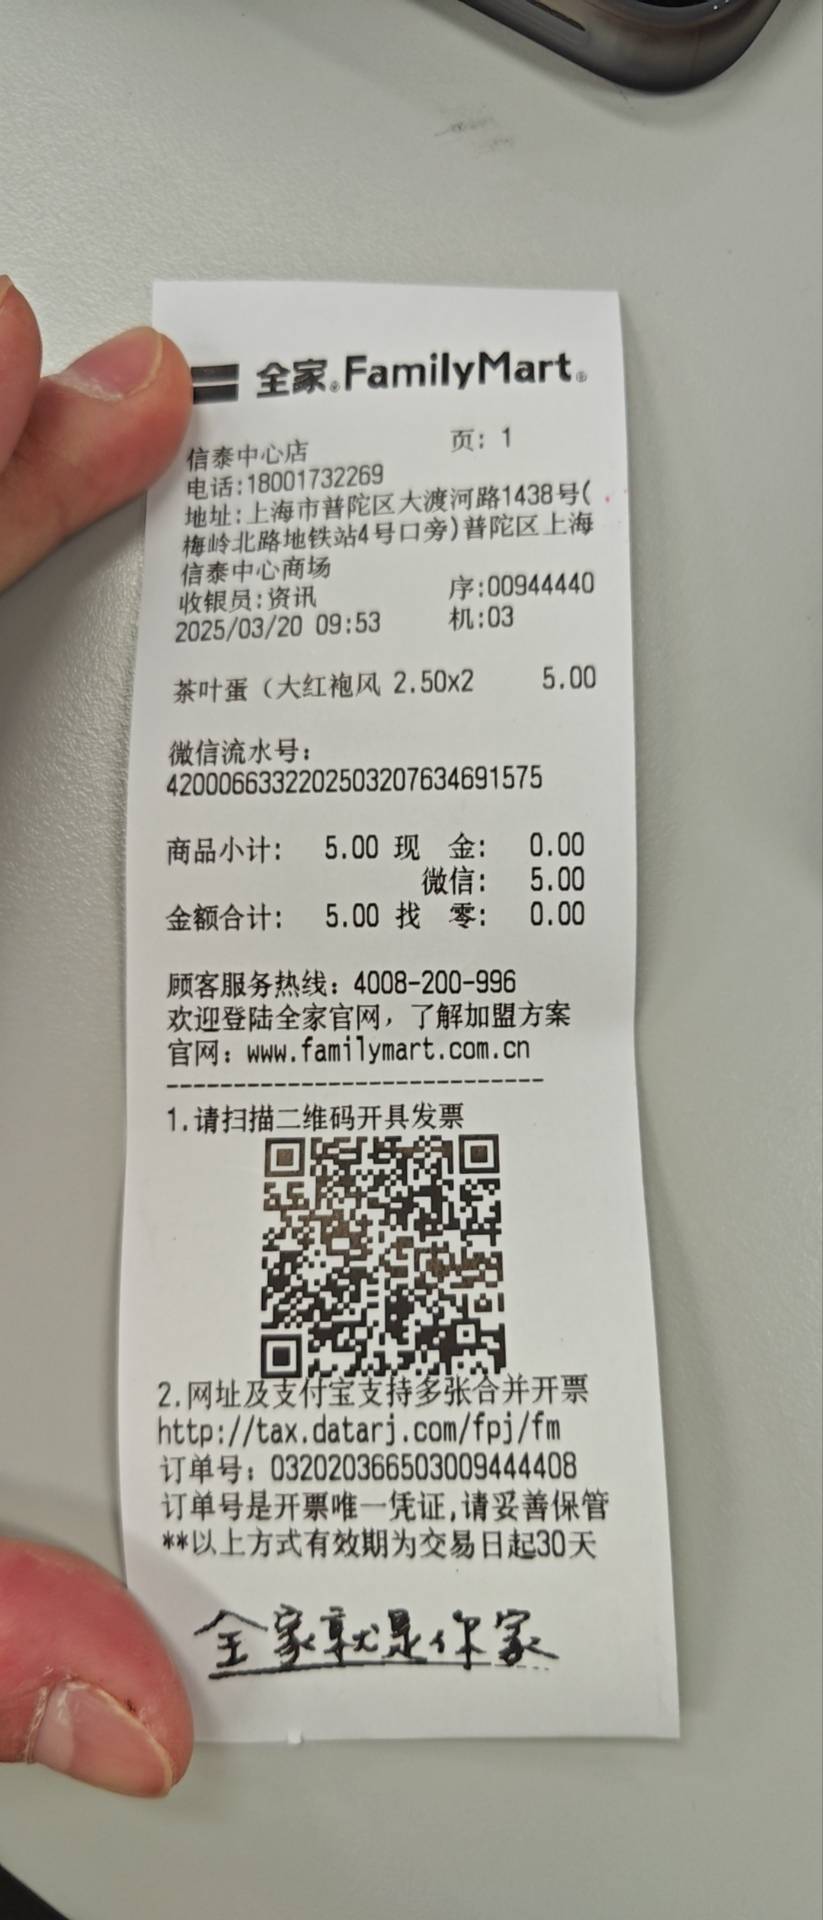 全家®FamilyMart®
信泰中心店 页: 1
电话:18001732269
地址:上海市普陀区大渡河路1438号(
梅岭北路地铁站4号口旁)普陀区上海
信泰中心商场
收银员:资讯 序:00944440
2025/03/20 09:53 机:03
茶叶蛋（大红袍风 2.50x2 5.00
微信流水号:
4200066332202503207634691575
商品小计: 5.00 现 金: 0.00
微信: 5.00
金额合计: 5.00 找 零: 0.00
顾客服务热线: 4008-200-996
欢迎登陆全家官网，了解加盟方案
官网: www.familymart.com.cn
----------------------------
1.请扫描二维码开具发票
2.网址及支付宝支持多张合并开票
http://tax.datarj.com/fpj/fm
订单号: 0320203665030094444​08
订单号是开票唯一凭证,请妥善保管
**以上方式有效期为交易日起30天
全家就是你家